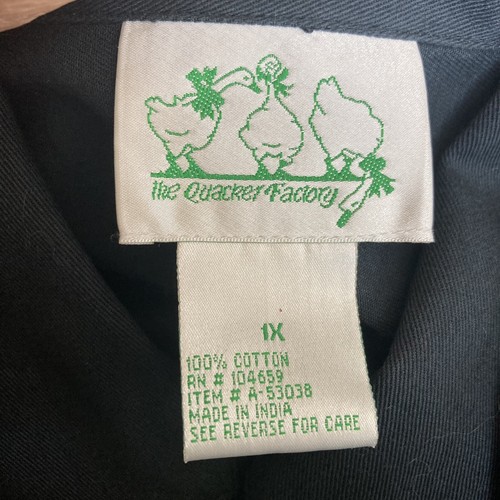 the Quacker Factory
1X
100% COTTON
RN # 104659
ITEM # A-53038
MADE IN INDIA
SEE REVERSE FOR CARE